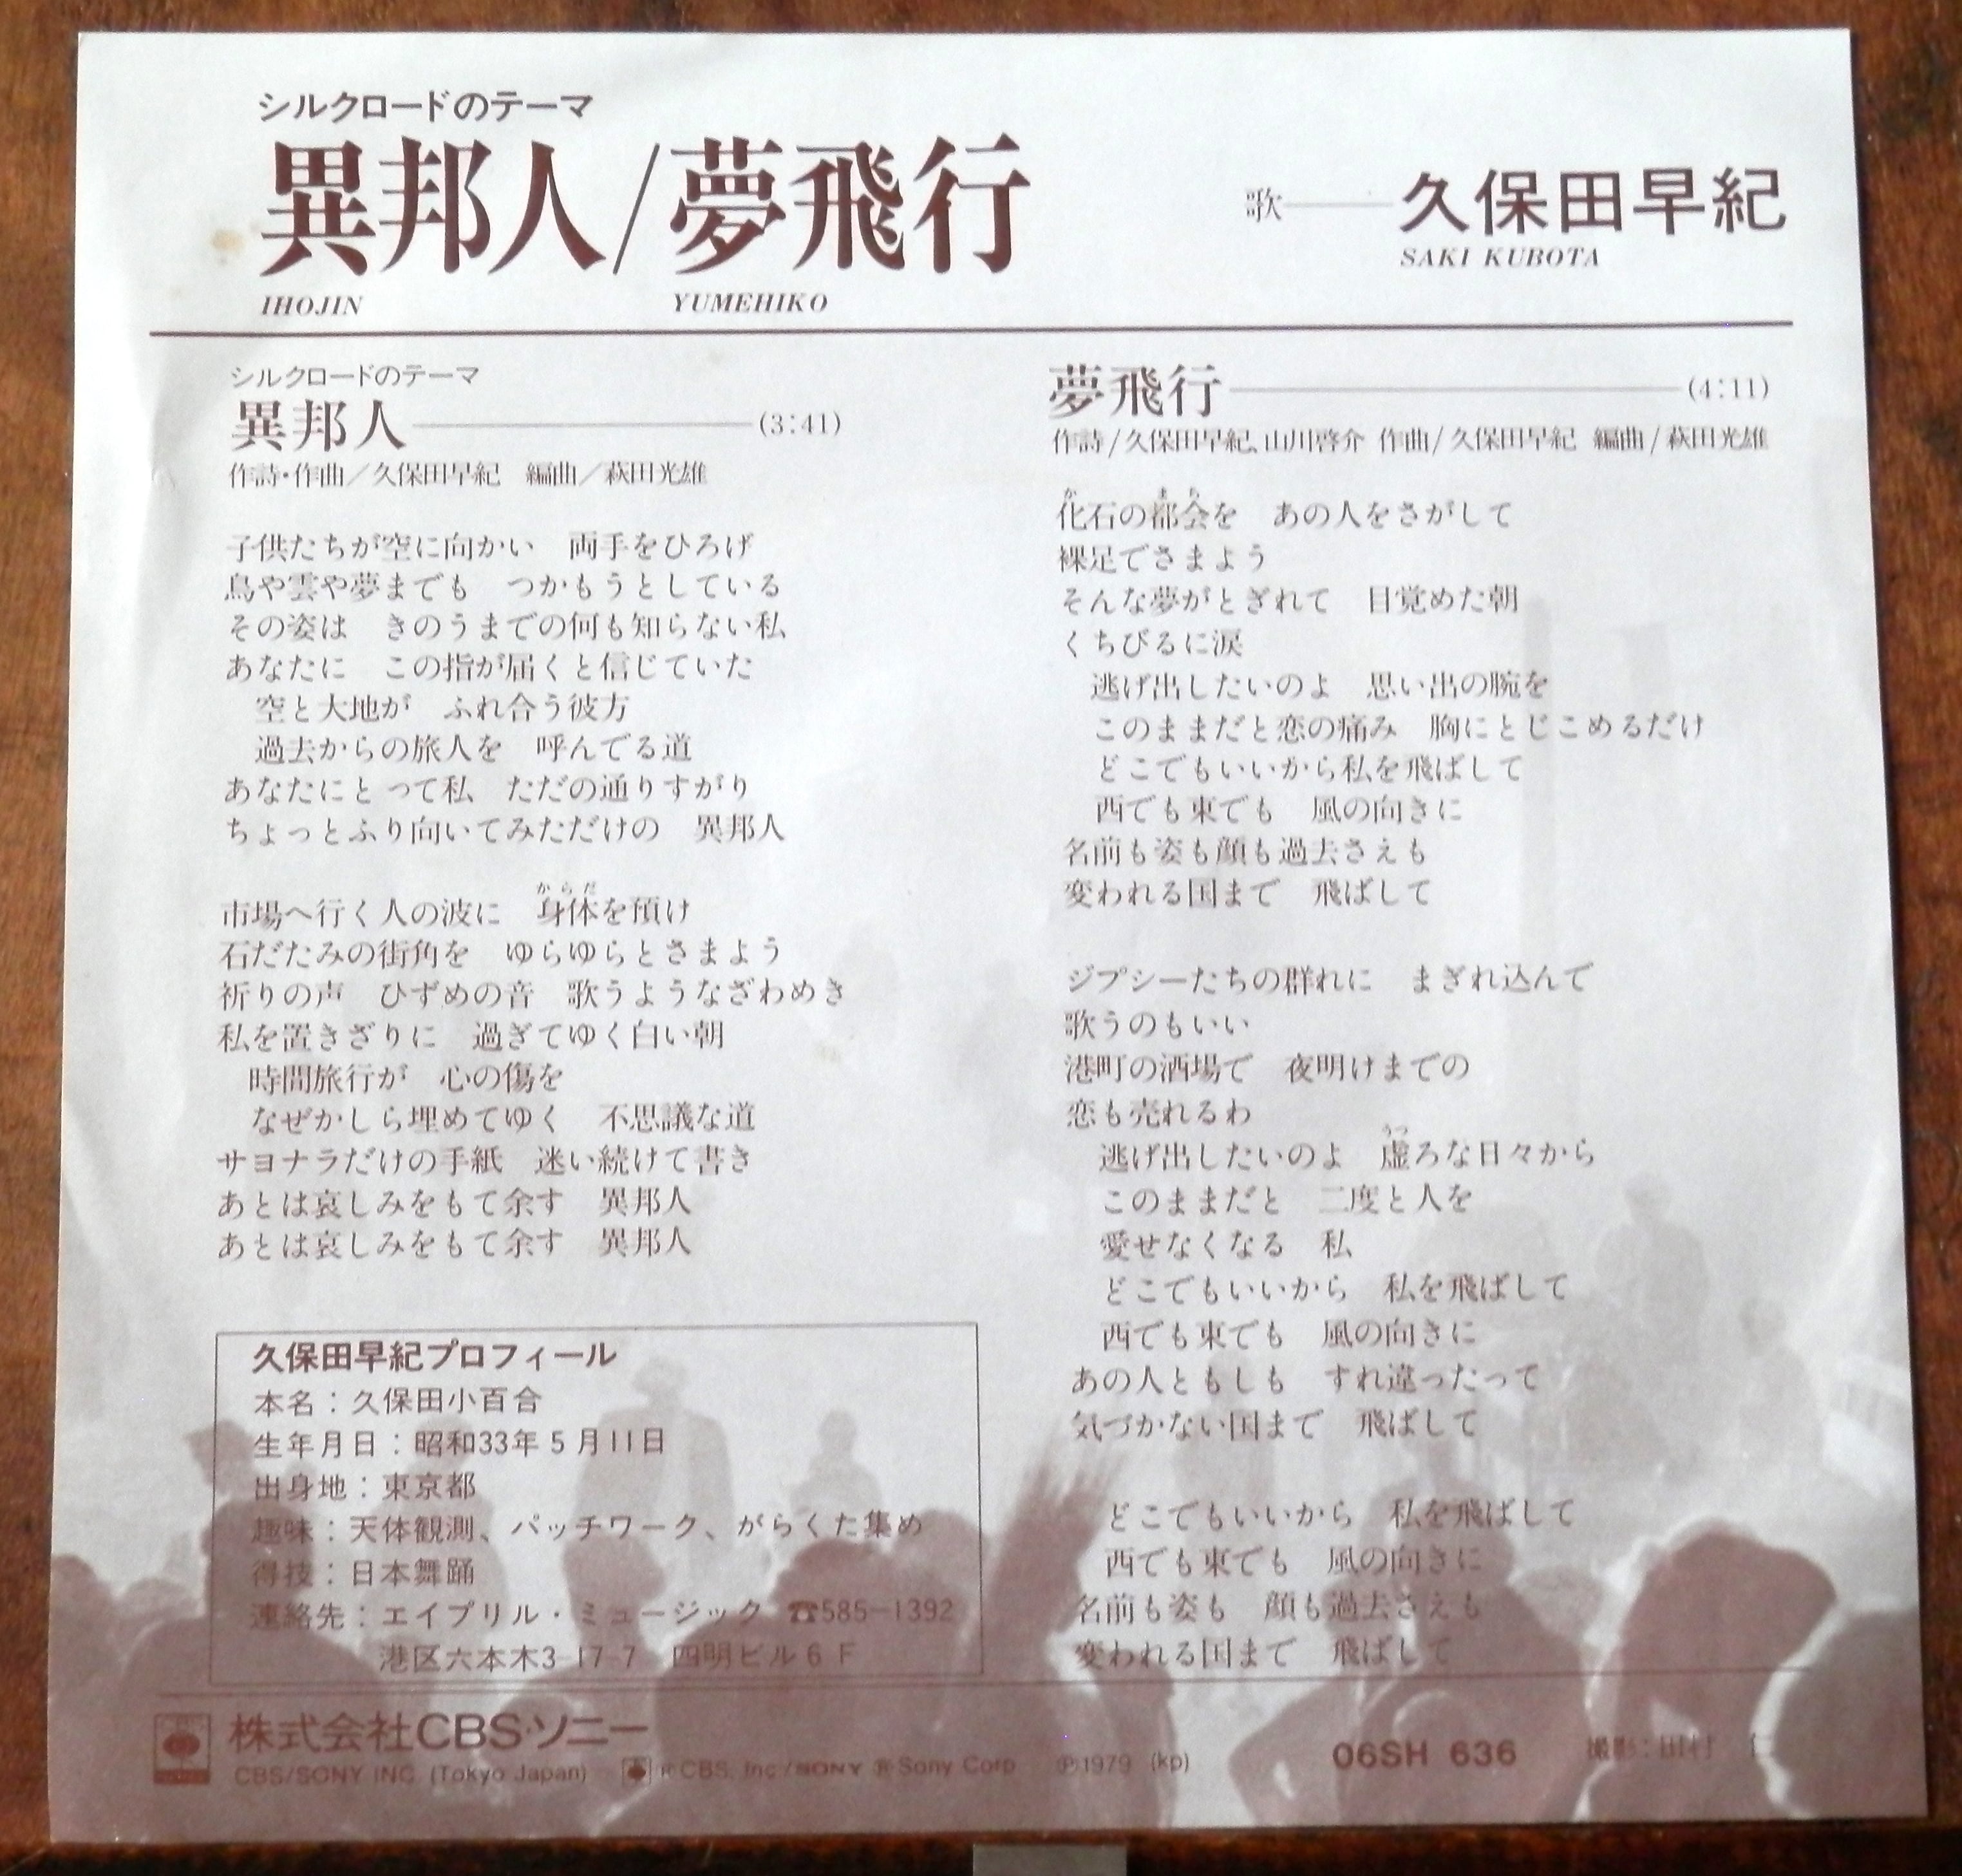 シルクロードのテーマ
異邦人/夢飛行
IHOJIN
YUMEHIKO
歌――久保田早紀
SAKI KUBOTA
シルクロードのテーマ
異邦人――(3:41)
作詩・作曲／久保田早紀　編曲／萩田光雄
子供たちが空に向かい　両手をひろげ
鳥や雲や夢までも　つかもうとしている
その姿は　きのうまでの何も知らない私
あなたに　この指が届くと信じていた
空と大地が　ふれ合う彼方
過去からの旅人を　呼んでる道
あなたにとって私　ただの通りすがり
ちょっとふり向いてみただけの　異邦人
からだ
市場へ行く人の波に　身体を預け
石だたみの街角を　ゆらゆらとさまよう
祈りの声　ひずめの音　歌うようなざわめき
私を置きざりに　過ぎてゆく白い朝
時間旅行が　心の傷を
なぜかしら埋めてゆく　不思議な道
サヨナラだけの手紙　迷い続けて書き
あとは哀しみをもて余す　異邦人
あとは哀しみをもて余す　異邦人
久保田早紀プロフィール
本名：久保田小百合
生年月日：昭和33年5月11日
出身地：東京都
趣味：天体観測、パッチワーク、がらくた集め
得技：日本舞踊
連絡先：エイプリル・ミュージック ☎585-1392
港区六本木3-17-7　四明ビル6F
夢飛行――(4:11)
作詩/久保田早紀、山川啓介 作曲/久保田早紀 編曲/萩田光雄
か　まち
化石の都会を　あの人をさがして
裸足でさまよう
そんな夢がとぎれて　目覚めた朝
くちびるに涙
逃げ出したいのよ　思い出の腕を
このままだと恋の痛み　胸にとじこめるだけ
どこでもいいから私を飛ばして
西でも東でも　風の向きに
名前も姿も顔も過去さえも
変われる国まで　飛ばして
ジプシーたちの群れに　まぎれ込んで
歌うのもいい
港町の酒場で　夜明けまでの
恋も売れるわ
うつ
逃げ出したいのよ　虚ろな日々から
このままだと　二度と人を
愛せなくなる　私
どこでもいいから　私を飛ばして
西でも東でも　風の向きに
あの人ともしも　すれ違ったって
気づかない国まで　飛ばして
どこでもいいから　私を飛ばして
西でも東でも　風の向きに
名前も姿も　顔も過去さえも
変われる国まで　飛ばして
株式会社CBS・ソニー
CBS/SONY INC. (Tokyo Japan)　®CBS. Inc/SONY ®Sony Corp　Ⓟ1979 (kp)
06SH 636
撮影：田村　仁